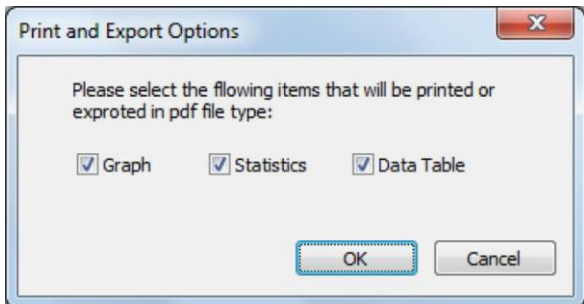 Print and Export Options
Please select the fllowing items that will be printed or
exproted in pdf file type:
Graph Statistics Data Table
OK Cancel